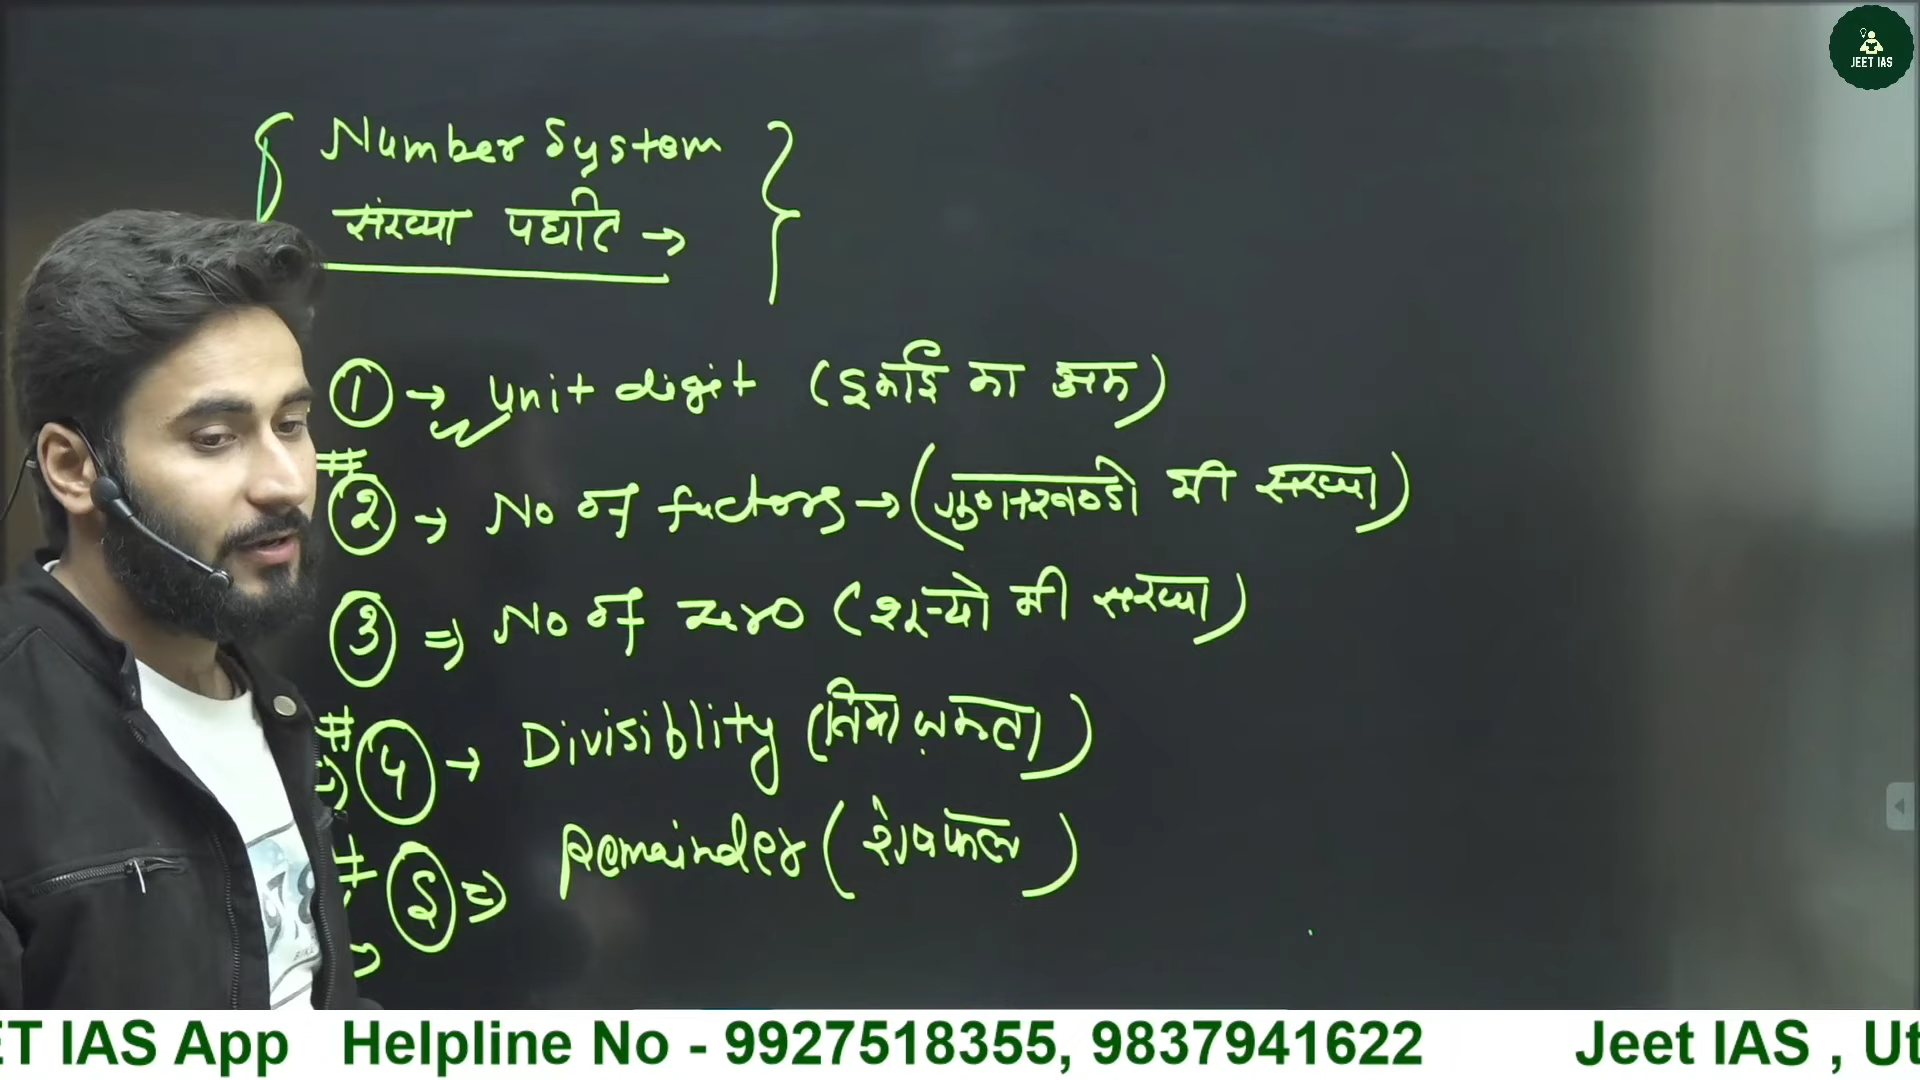 JEET IAS
Number System
संख्या पद्धति →
① → Unit digit (इकाई का अंक)
# ② → No of factors → (गुणनखण्डो की संख्या)
③ ⇒ No of zero (शून्यो की संख्या)
# ④ → Divisiblity (विभाजकता)
# ⑤ ⇒ Remainder (शेषफल)
ET IAS App Helpline No - 9927518355, 9837941622 Jeet IAS , Ut